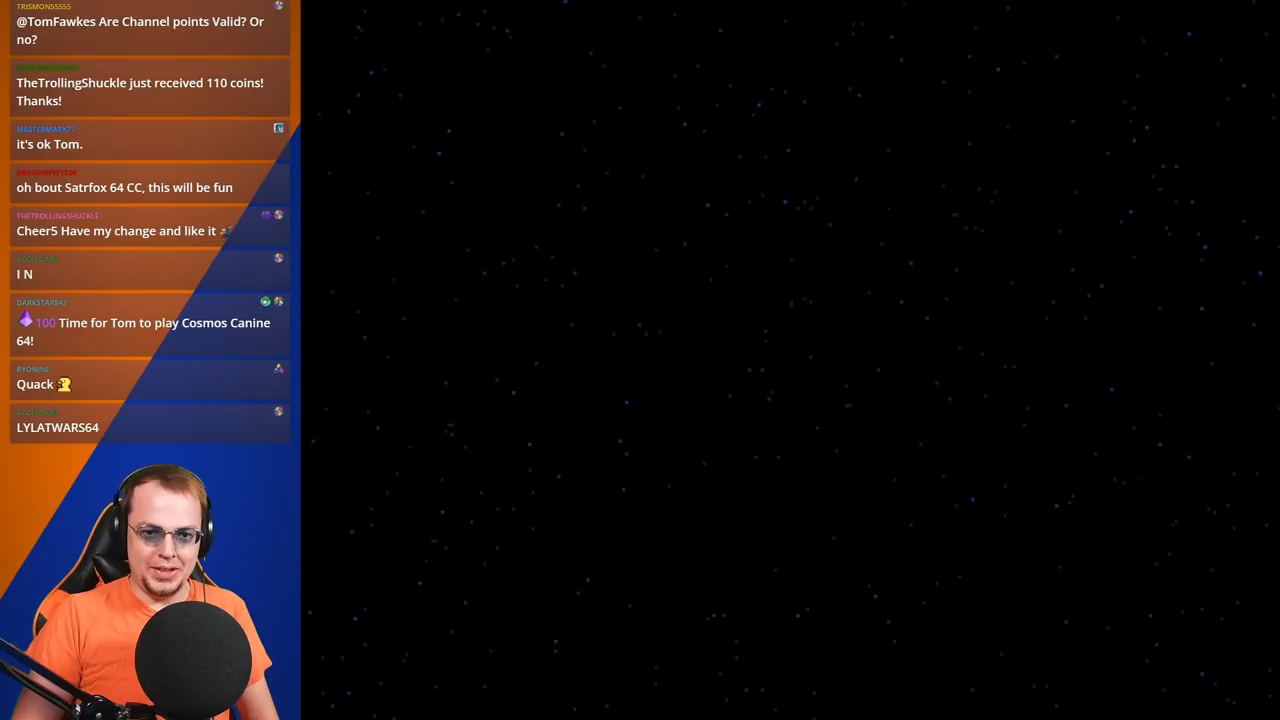 TRISMON55555
@TomFawkes Are Channel points Valid? Or
no?
TheTrollingShuckle just received 110 coins!
Thanks!
MASTERMARK77
it's ok Tom.
oh bout Satrfox 64 CC, this will be fun
THETROLLINGSHUCKLE
Cheer5 Have my change and like it
I N
DARKSTAR842
100 Time for Tom to play Cosmos Canine
64!
RYONINE
Quack
LYLATWARS64